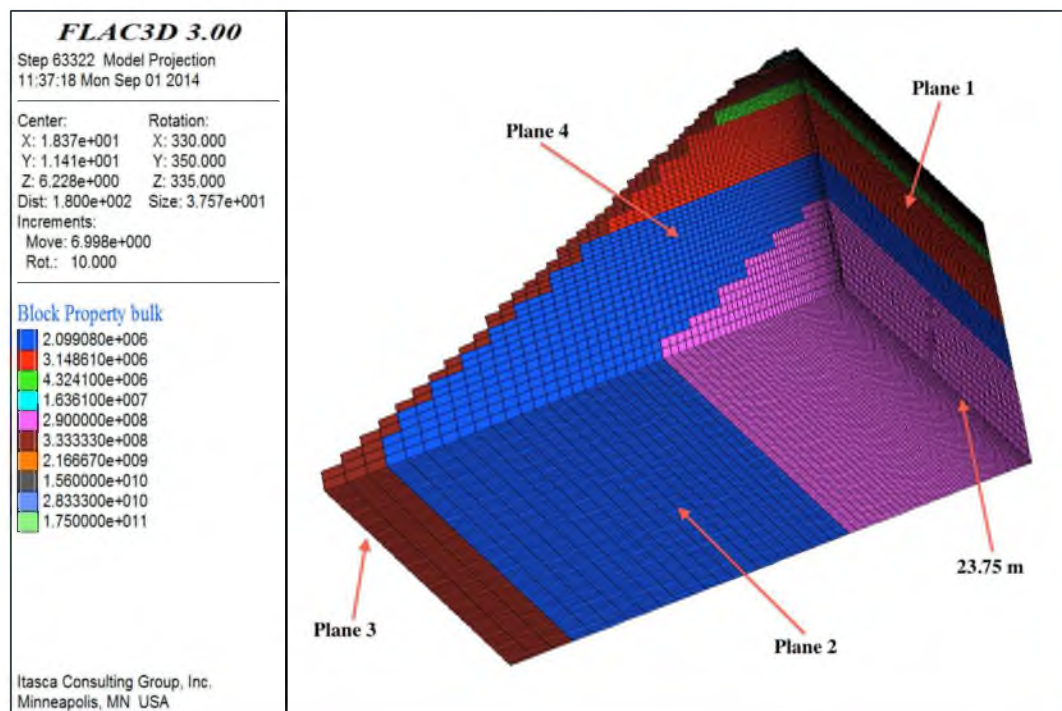 FLAC3D 3.00
Step 63322 Model Projection
11:37:18 Mon Sep 01 2014
Center: Rotation:
X: 1.837e+001 X: 330.000
Y: 1.141e+001 Y: 350.000
Z: 6.228e+000 Z: 335.000
Dist: 1.800e+002 Size: 3.757e+001
Increments:
Move: 6.998e+000
Rot.: 10.000
Block Property bulk
2.099080e+006
3.148610e+006
4.324100e+006
1.636100e+007
2.900000e+008
3.333330e+008
2.166670e+009
1.560000e+010
2.833300e+010
1.750000e+011
Itasca Consulting Group, Inc.
Minneapolis, MN USA
Plane 1
Plane 4
23.75 m
Plane 3
Plane 2